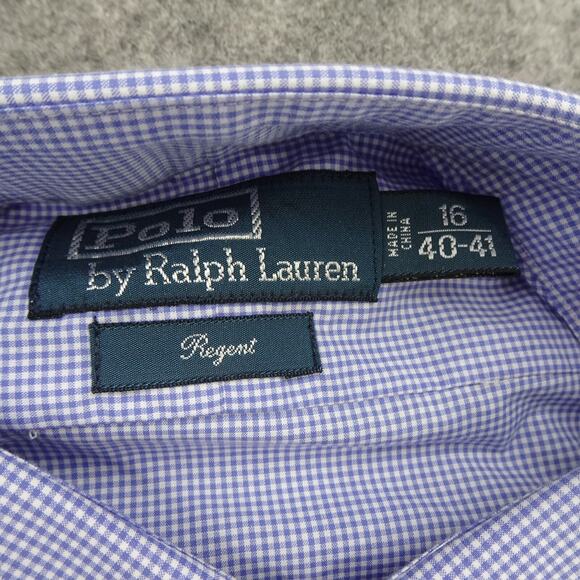 Polo
by Ralph Lauren
MADE IN
CHINA
16
40-41
Regent